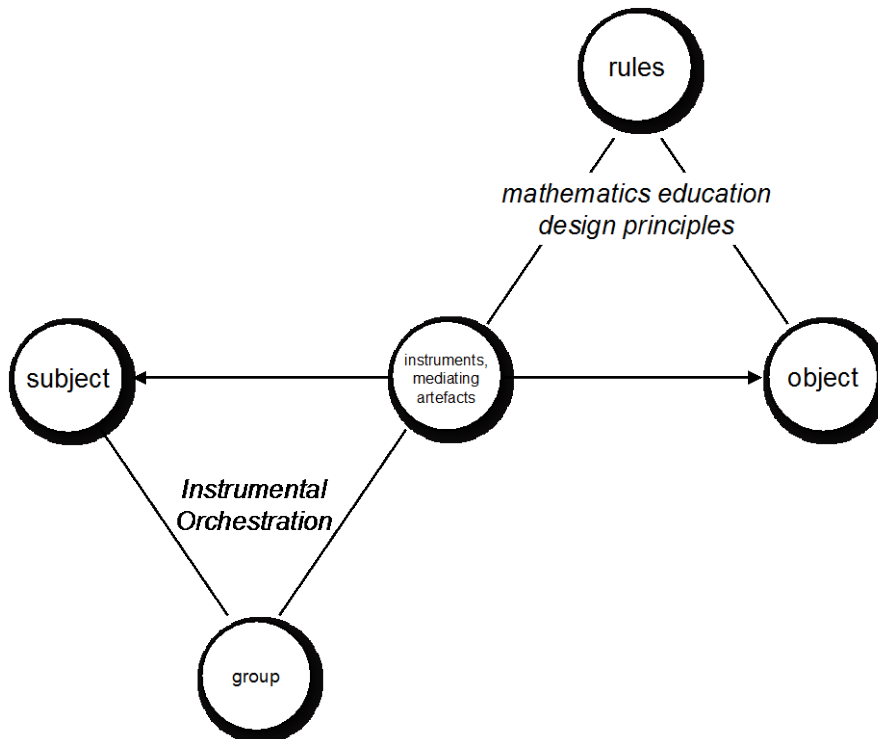 rules
mathematics education
design principles
subject
instruments,
mediating
artefacts
object
Instrumental
Orchestration
group